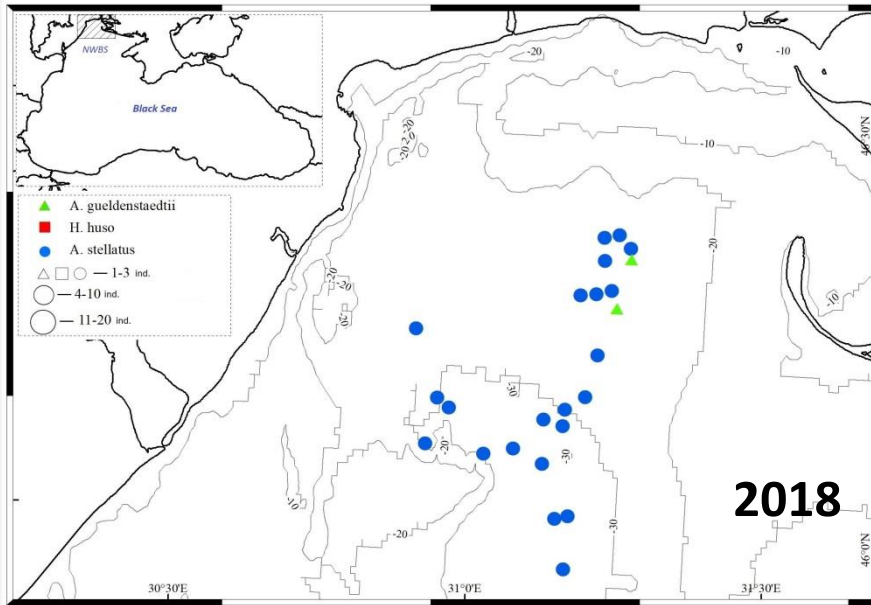 NWBS
Black Sea
A. gueldenstaedtii
H. huso
A. stellatus
— 1-3 ind.
— 4-10 ind.
— 11-20 ind.
-20
-10
-20
-20
-20
-10
46°30'N
-20
-20
-20
-20
-10
-30
-20
-30
-10
-20
-30
2018
46°0'N
30°30'E
31°0'E
31°30'E